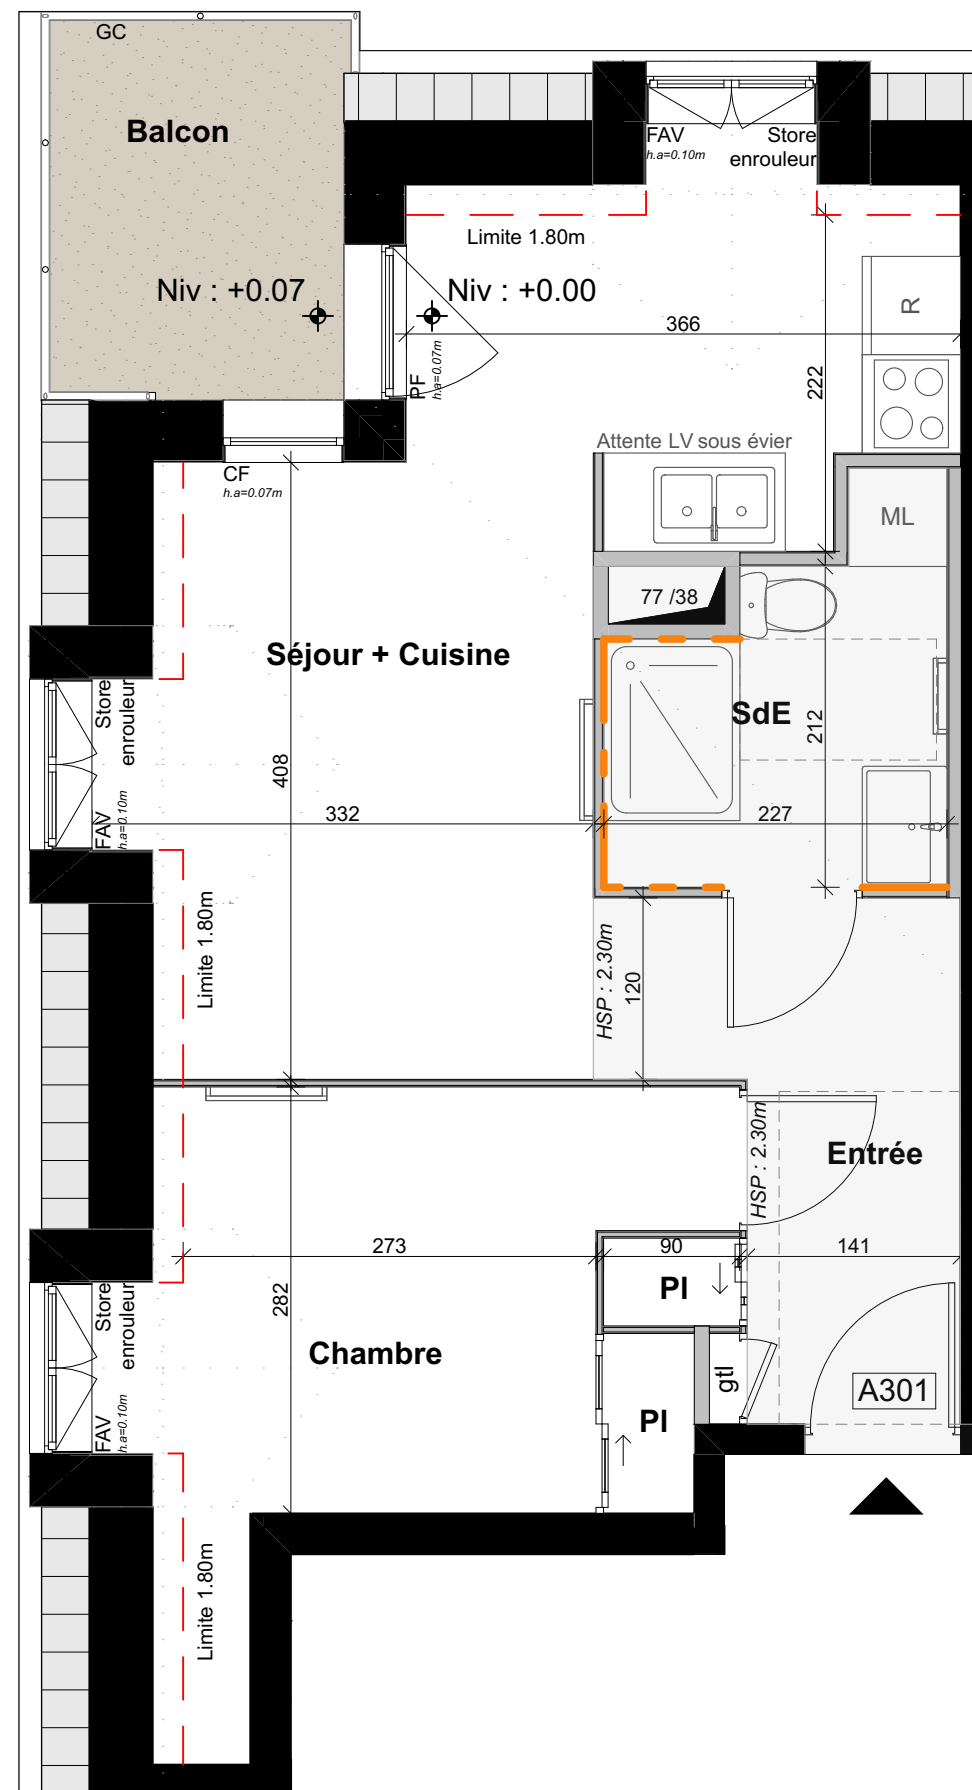 GC
Balcon
FAV
h.a=0.10m
Store
enrouleur
Limite 1.80m
Niv : +0.07
Niv : +0.00
R
366
PF
h.a=0.07m
222
Attente LV sous évier
CF
h.a=0.07m
ML
77 /38
Séjour + Cuisine
Store
enrouleur
SdE
212
408
FAV
h.a=0.10m
332
227
Limite 1.80m
HSP : 2.30m
120
HSP : 2.30m
Entrée
273
90
141
Pl
282
Store
enrouleur
Chambre
gtl
A301
FAV
h.a=0.10m
Pl
Limite 1.80m